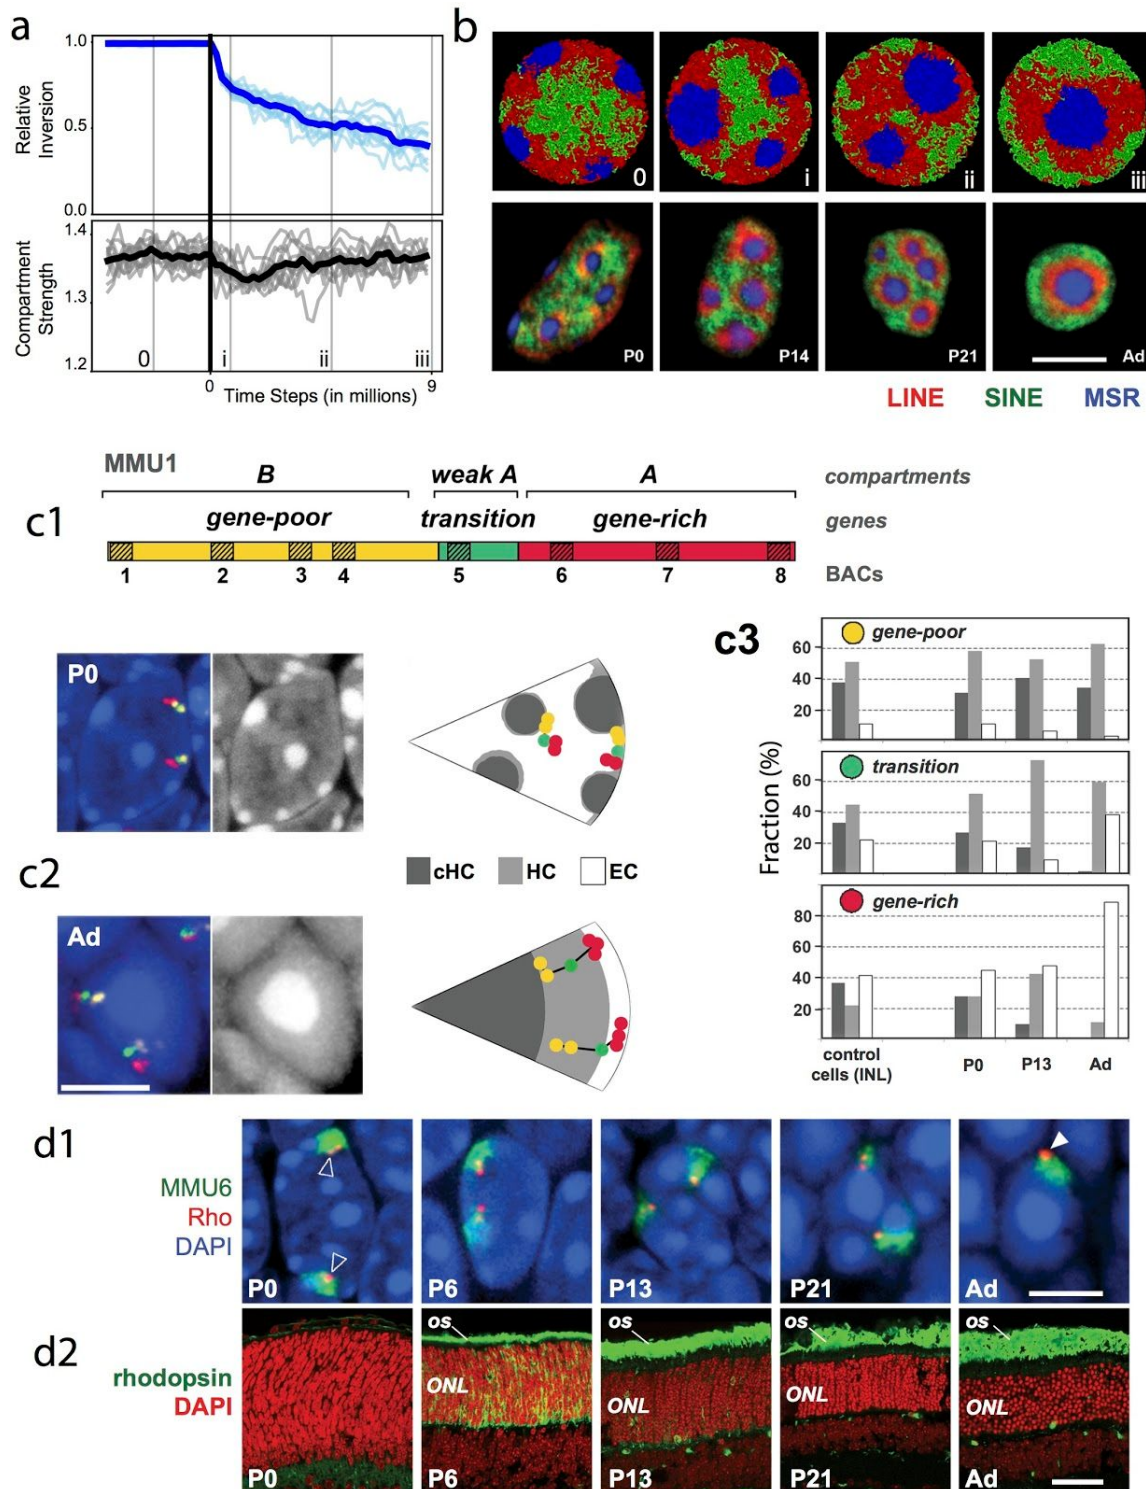 a
1.0
0.5
0.0
Relative
Inversion
1.4
1.3
1.2
Compartment
Strength
0
i
ii
iii
0
9
Time Steps (in millions)
b
0
i
ii
iii
P0
P14
P21
Ad
LINE SINE MSR
MMU1
B
weak A
A
compartments
c1
gene-poor
transition
gene-rich
genes
1 2 3 4 5 6 7 8
BACs
P0
c2
cHC HC EC
Ad
c3
Fraction (%)
gene-poor
60
40
20
transition
60
40
20
gene-rich
80
60
40
20
control
cells (INL)
P0
P13
Ad
d1
MMU6
Rho
DAPI
P0
P6
P13
P21
Ad
d2
rhodopsin
DAPI
os
os
os
os
ONL
ONL
ONL
ONL
P0
P6
P13
P21
Ad